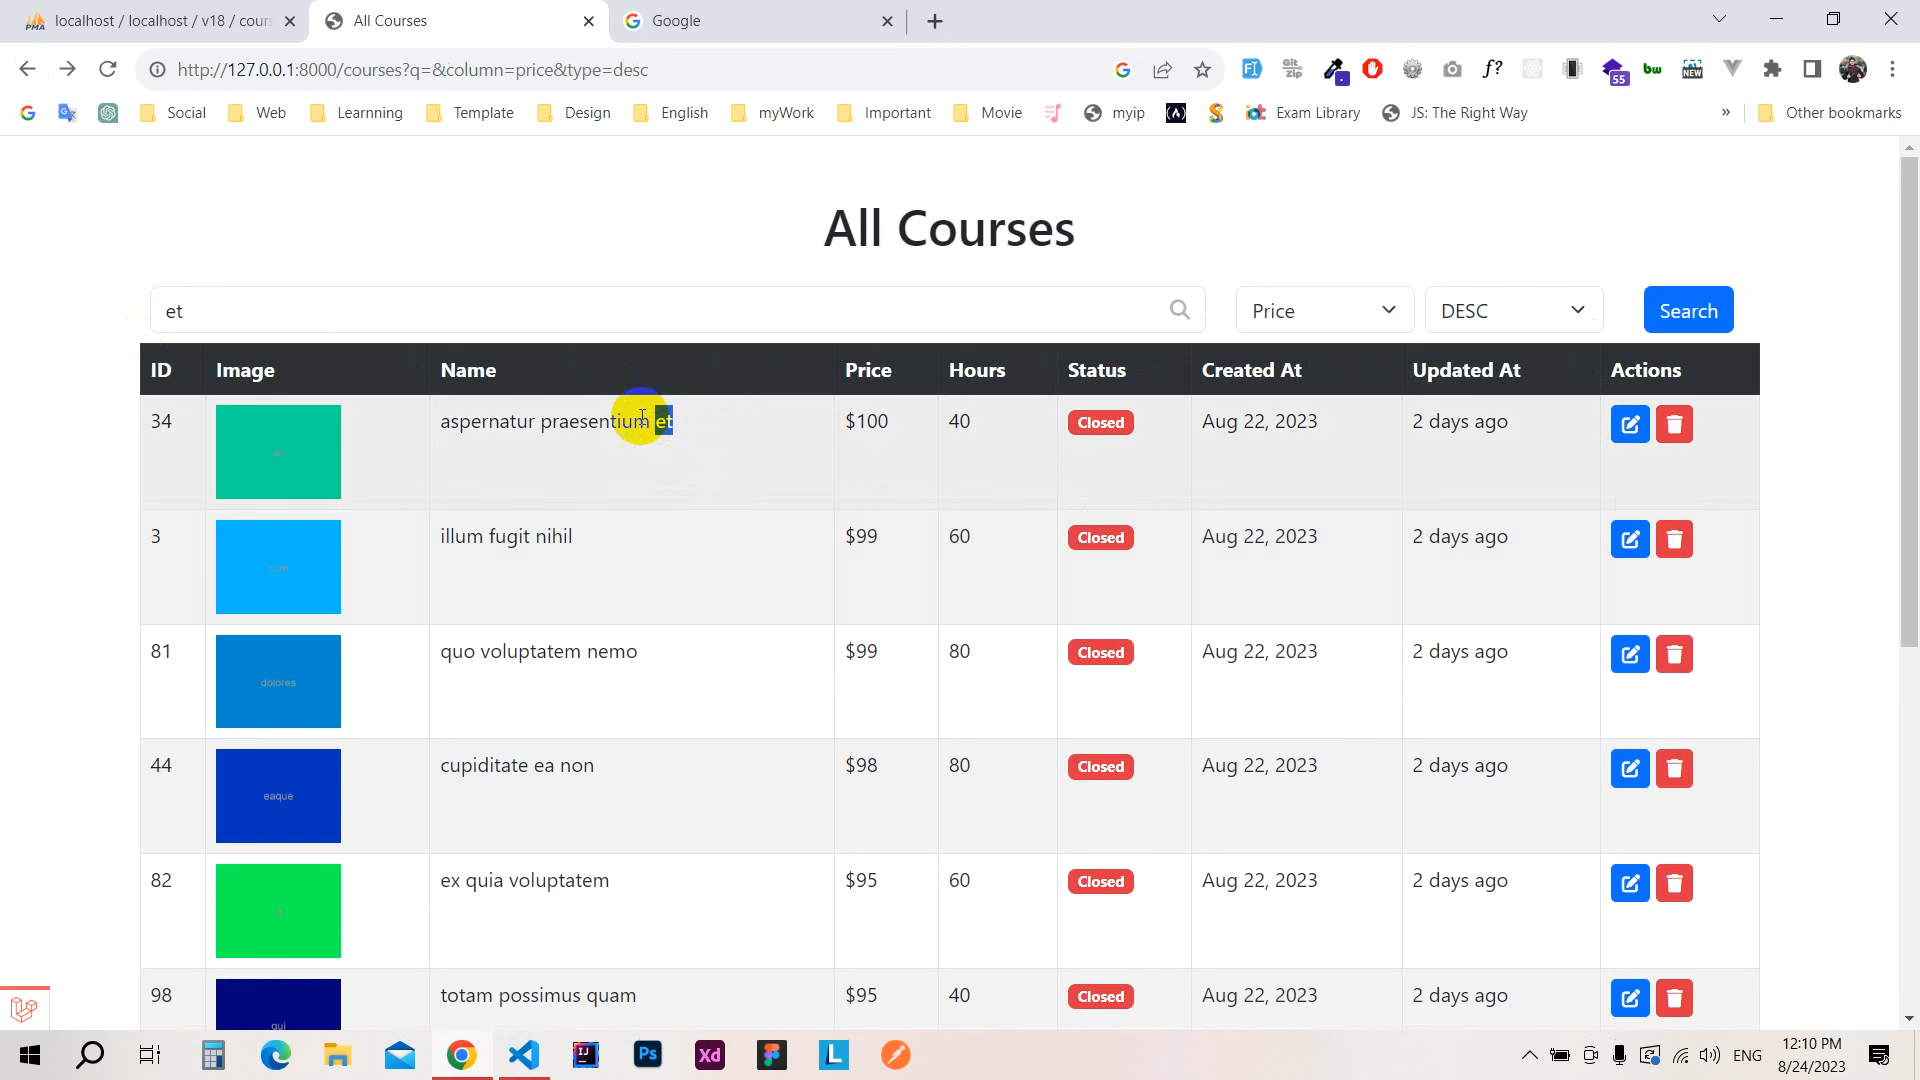 localhost / localhost / v18 / cour
All Courses
Google
http://127.0.0.1:8000/courses?q=&column=price&type=desc
55
NEW
Social
Web
Learnning
Template
Design
English
myWork
Important
Movie
myip
Exam Library
JS: The Right Way
Other bookmarks
All Courses
et
Price
DESC
Search
ID Image Name Price Hours Status Created At Updated At Actions
34 aspernatur praesentium et $100 40 Closed Aug 22, 2023 2 days ago
3 illum fugit nihil $99 60 Closed Aug 22, 2023 2 days ago
cum
81 quo voluptatem nemo $99 80 Closed Aug 22, 2023 2 days ago
dolores
44 cupiditate ea non $98 80 Closed Aug 22, 2023 2 days ago
eaque
82 ex quia voluptatem $95 60 Closed Aug 22, 2023 2 days ago
98 totam possimus quam $95 40 Closed Aug 22, 2023 2 days ago
qui
ENG
12:10 PM
8/24/2023